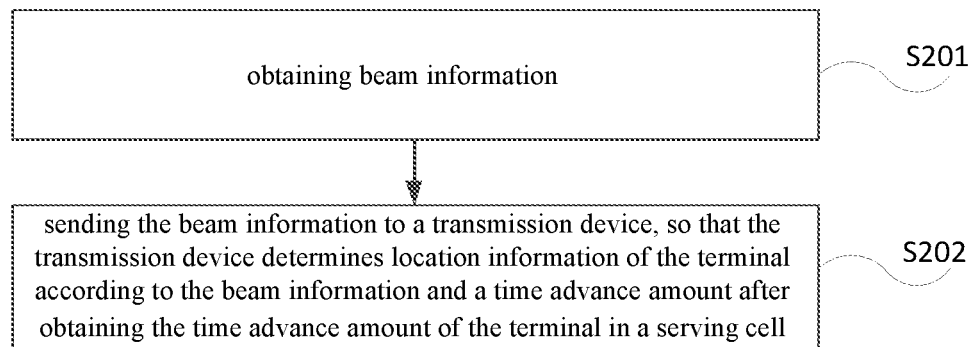 obtaining beam information
S201
sending the beam information to a transmission device, so that the
transmission device determines location information of the terminal
according to the beam information and a time advance amount after
obtaining the time advance amount of the terminal in a serving cell
S202